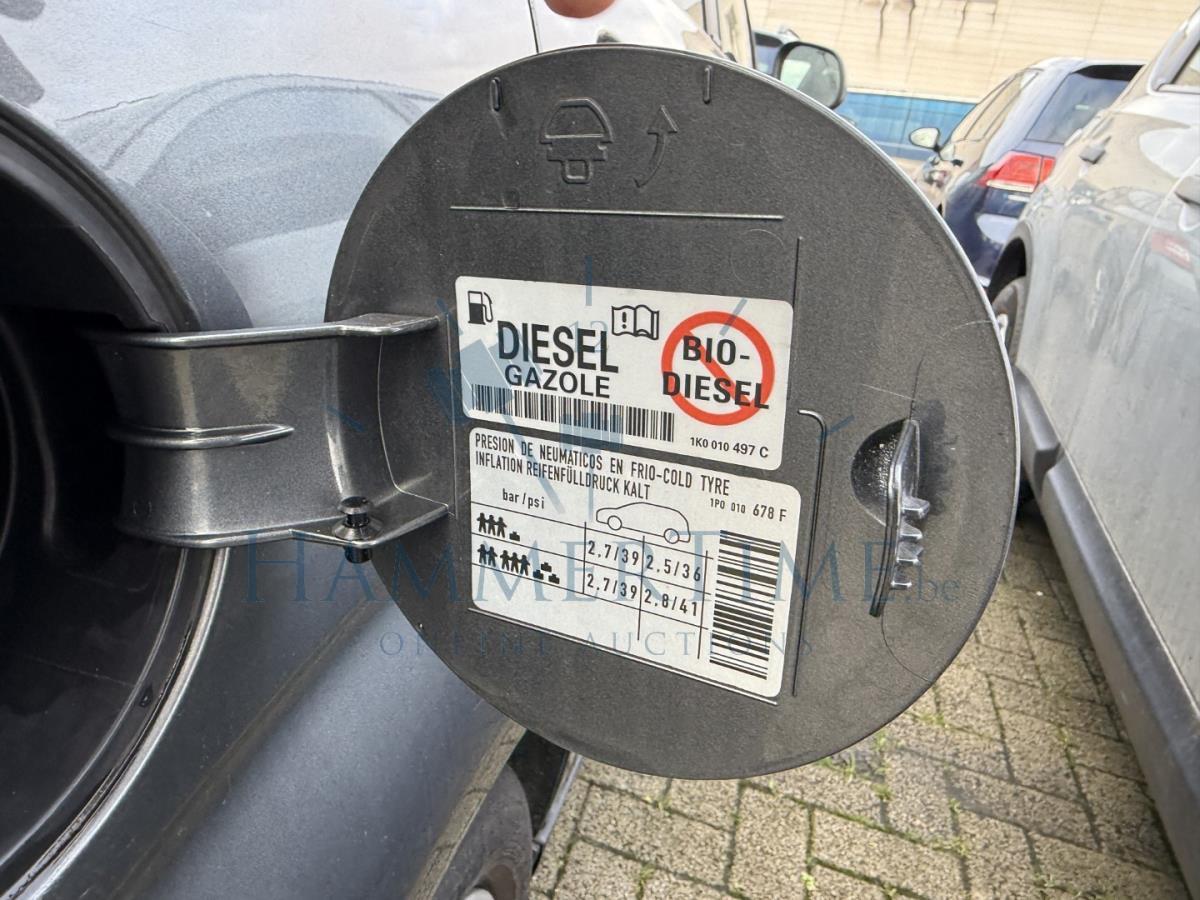 DIESEL
GAZOLE
BIO-
DIESEL
1K0 010 497 C
PRESION DE NEUMATICOS EN FRIO-COLD TYRE
INFLATION REIFENFÜLLDRUCK KALT
1P0 010 678 F
bar/psi
2.7/39 2.5/36
2.7/39 2.8/41
HAMMERTIME.be
ONLINE AUCTIONS